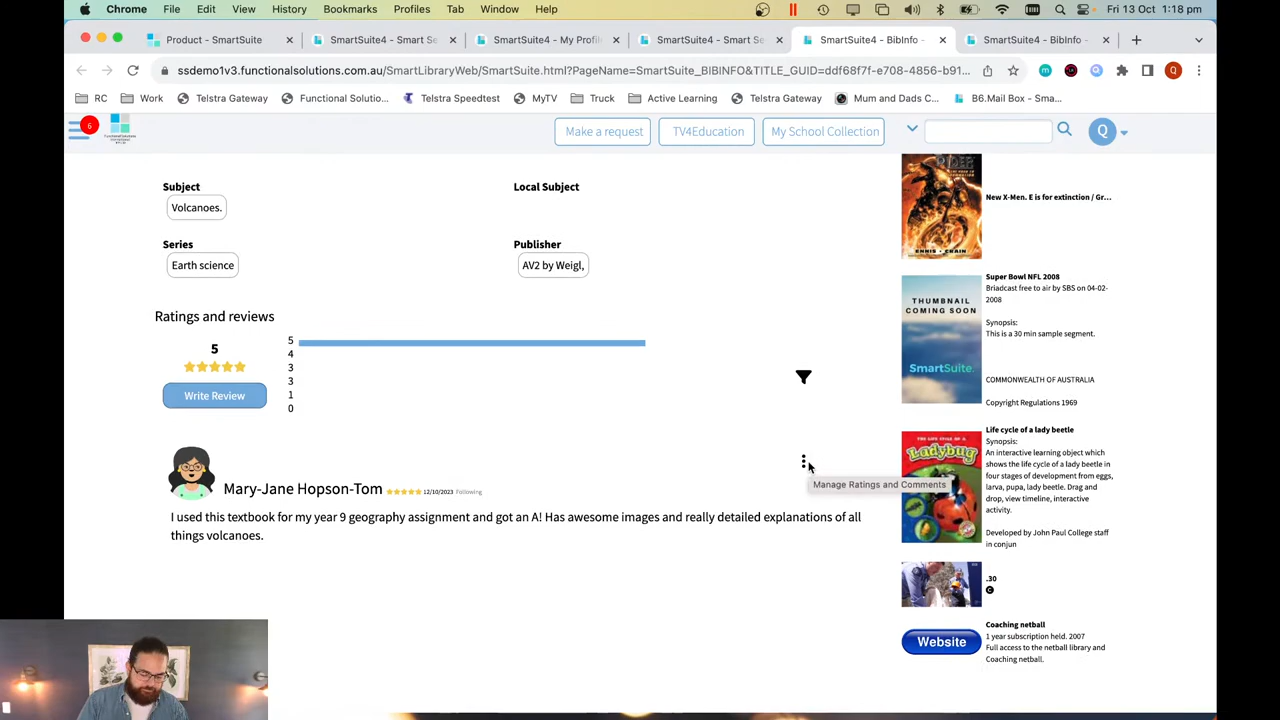 Chrome File Edit View History Bookmarks Profiles Tab Window Help Fri 13 Oct 1:18 pm
Product - SmartSuite SmartSuite4 - Smart Se SmartSuite4 - My Profil SmartSuite4 - Smart Se SmartSuite4 - BibInfo - SmartSuite4 - BibInfo -
ssdemo1v3.functionalsolutions.com.au/SmartLibraryWeb/SmartSuite.html?PageName=SmartSuite_BIBINFO&TITLE_GUID=ddf68f7f-e708-4856-b91...
RC Work Telstra Gateway Functional Solutio... Telstra Speedtest MyTV Truck Active Learning Telstra Gateway Mum and Dads C... B6.Mail Box - Sma...
6 Make a request TV4Education My School Collection Q
Subject Local Subject
Volcanoes.
Series Publisher
Earth science AV2 by Weigl,
Ratings and reviews
5
Write Review
5
4
3
3
1
0
Manage Ratings and Comments
Mary-Jane Hopson-Tom 12/10/2023 Following
I used this textbook for my year 9 geography assignment and got an A! Has awesome images and really detailed explanations of all
things volcanoes.
ENNIS • CRAIN
New X-Men. E is for extinction / Gr...
THUMBNAIL
COMING SOON
SmartSuite.
Super Bowl NFL 2008
Briadcast free to air by SBS on 04-02-
2008
Synopsis:
This is a 30 min sample segment.
COMMONWEALTH OF AUSTRALIA
Copyright Regulations 1969
Ladybug
Life cycle of a lady beetle
Synopsis:
An interactive learning object which
shows the life cycle of a lady beetle in
four stages of development from eggs,
larva, pupa, lady beetle. Drag and
drop, view timeline, interactive
activity.
Developed by John Paul College staff
in conjun
.30
C
Website
Coaching netball
1 year subscription held. 2007
Full access to the netball library and
Coaching netball.